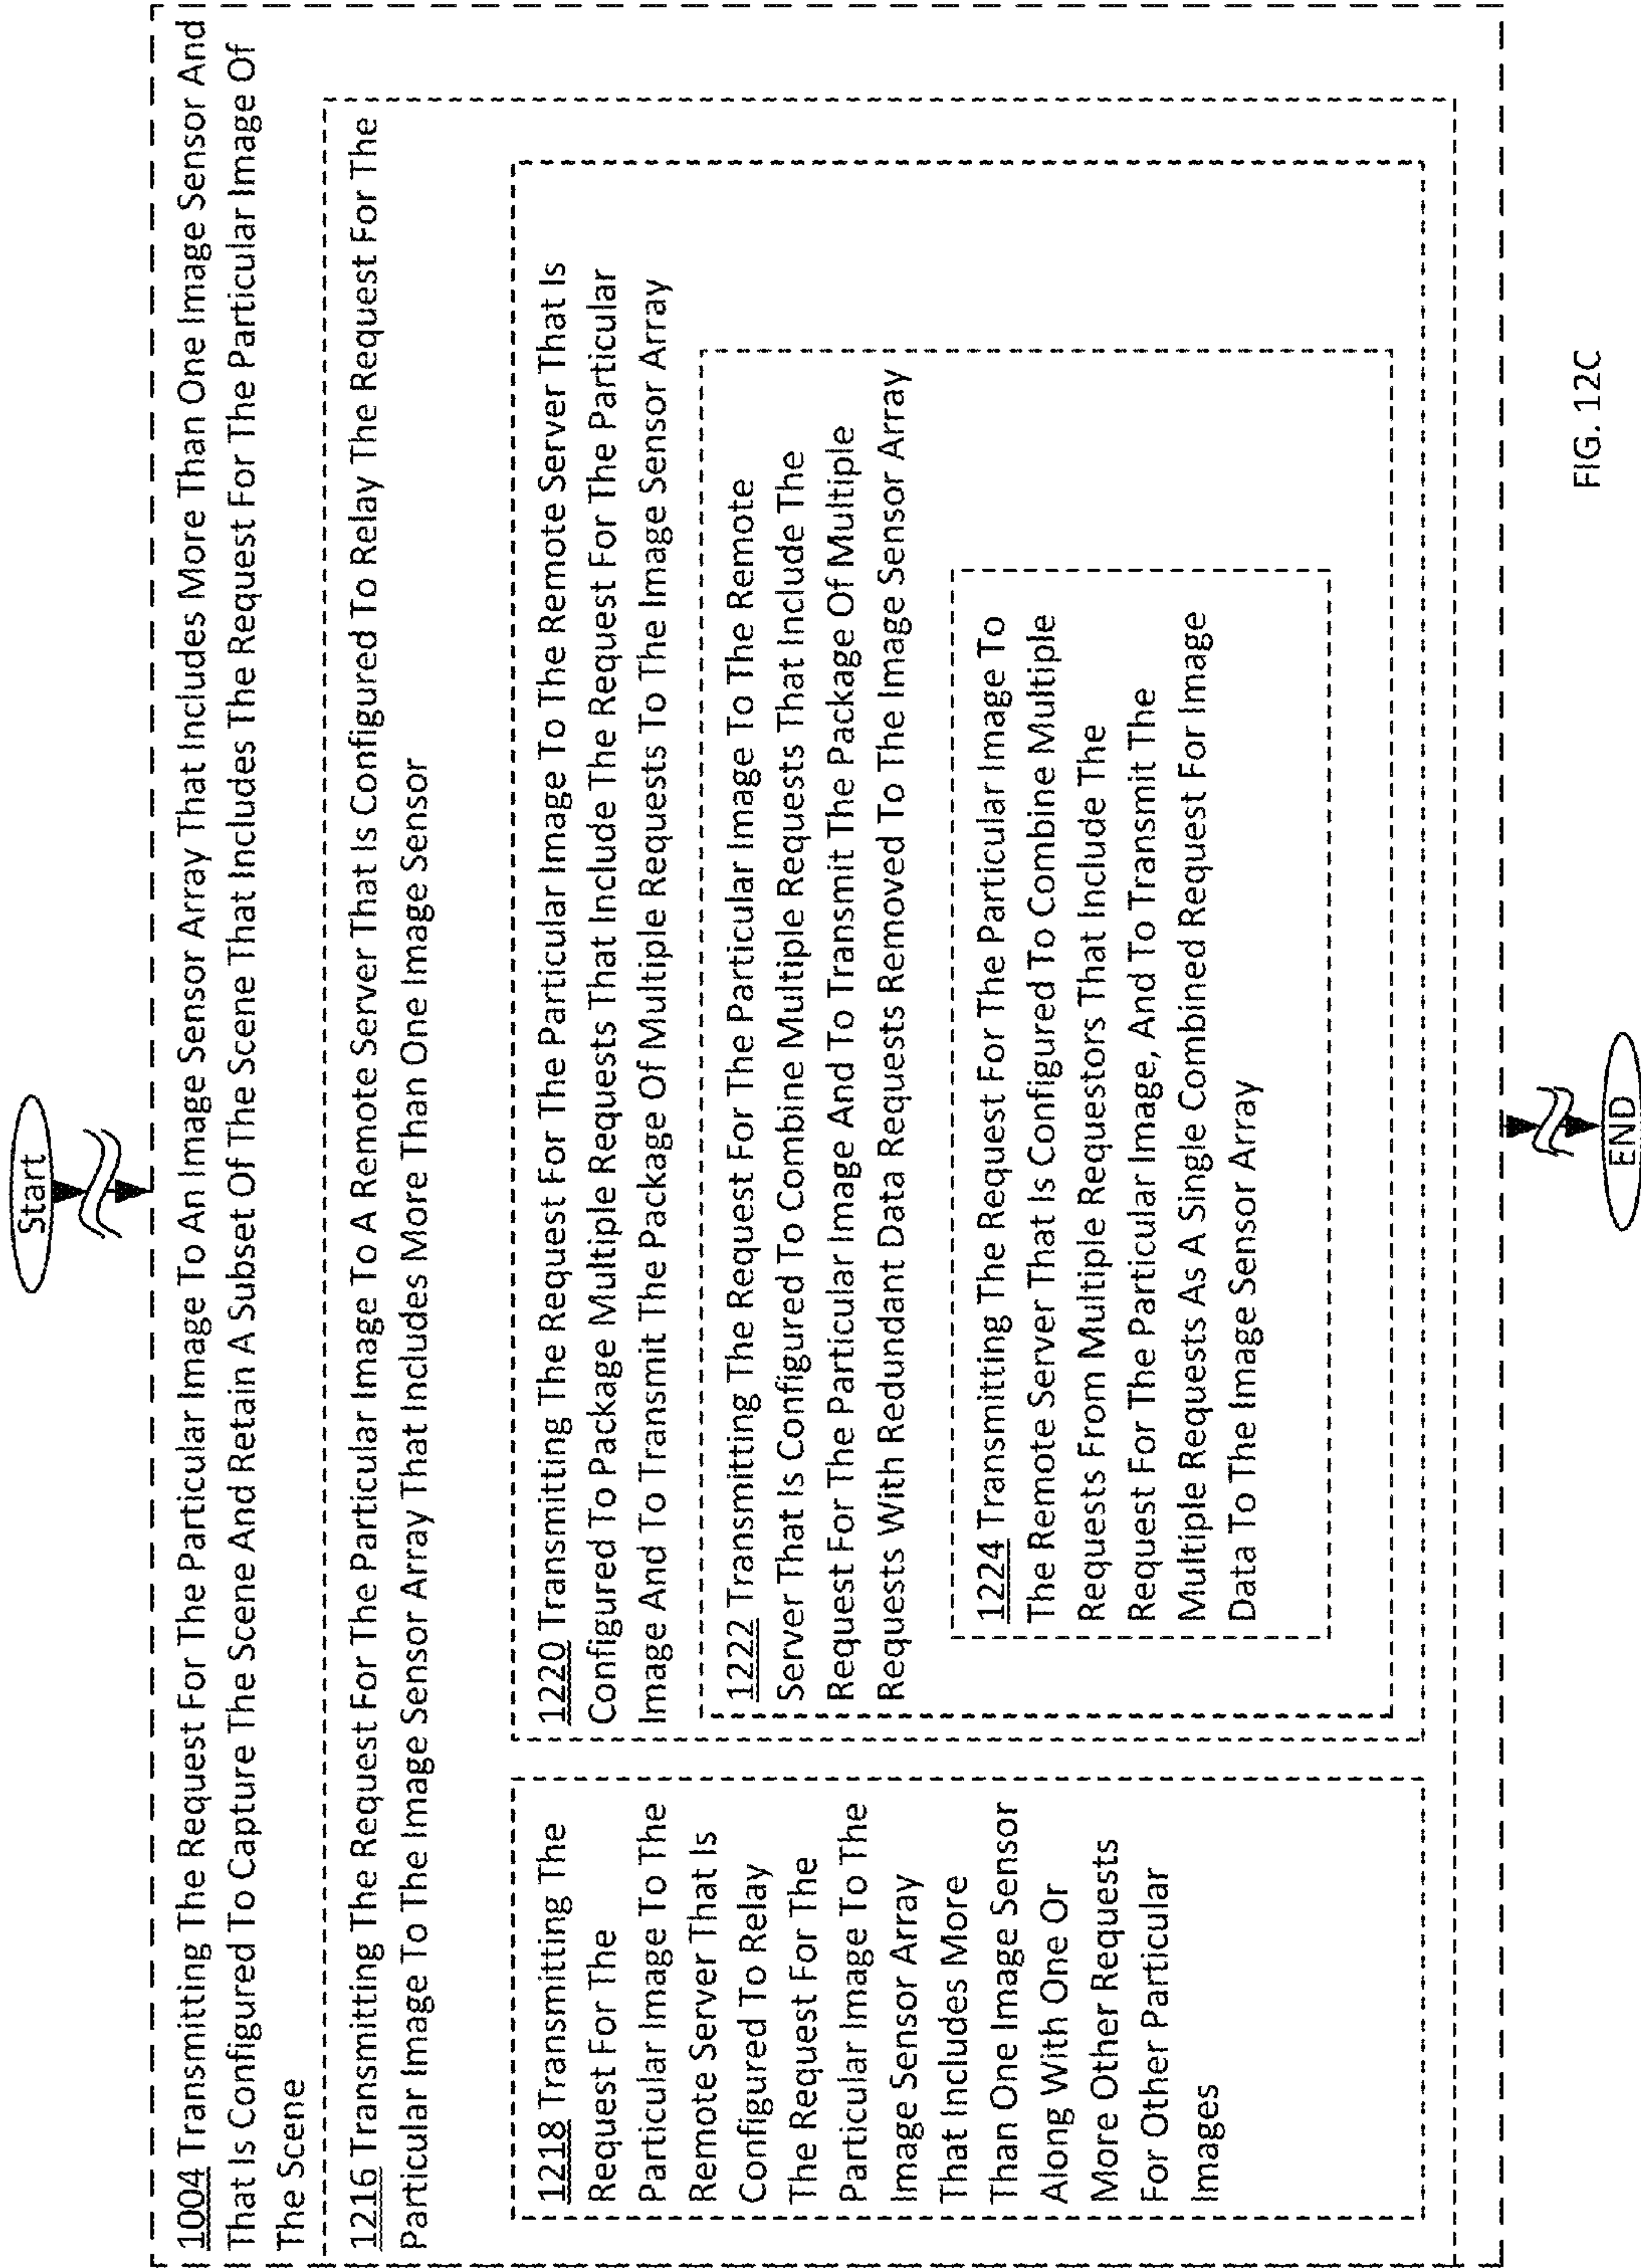 Start
1004 Transmitting The Request For The Particular Image To An Image Sensor Array That Includes More Than One Image Sensor And
That Is Configured To Capture The Scene And Retain A Subset Of The Scene That Includes The Request For The Particular Image Of
The Scene
1216 Transmitting The Request For The Particular Image To A Remote Server That Is Configured To Relay The Request For The
Particular Image To The Image Sensor Array That Includes More Than One Image Sensor
1218 Transmitting The
Request For The
Particular Image To The
Remote Server That Is
Configured To Relay
The Request For The
Particular Image To The
Image Sensor Array
That Includes More
Than One Image Sensor
Along With One Or
More Other Requests
For Other Particular
Images
1220 Transmitting The Request For The Particular Image To The Remote Server That Is
Configured To Package Multiple Requests That Include The Request For The Particular
Image And To Transmit The Package Of Multiple Requests To The Image Sensor Array
1222 Transmitting The Request For The Particular Image To The Remote
Server That Is Configured To Combine Multiple Requests That Include The
Request For The Particular Image And To Transmit The Package Of Multiple
Requests With Redundant Data Requests Removed To The Image Sensor Array
1224 Transmitting The Request For The Particular Image To
The Remote Server That Is Configured To Combine Multiple
Requests From Multiple Requestors That Include The
Request For The Particular Image, And To Transmit The
Multiple Requests As A Single Combined Request For Image
Data To The Image Sensor Array
END
FIG. 12C